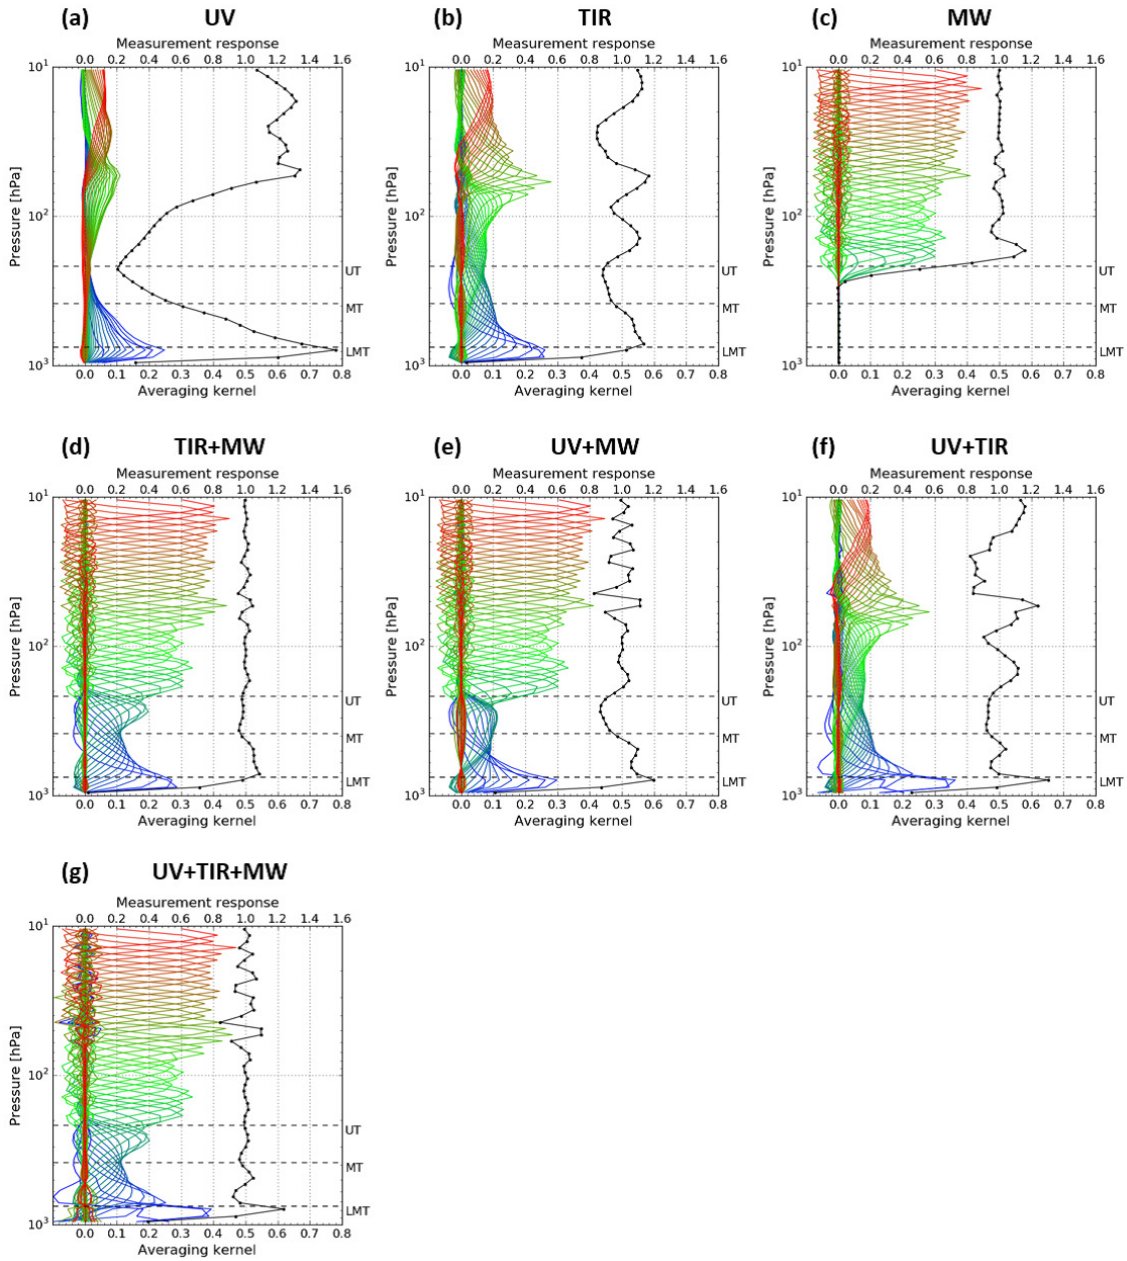 (a) UV
Measurement response
0.0 0.2 0.4 0.6 0.8 1.0 1.2 1.4 1.6
10¹
Pressure [hPa]
10²
UT
MT
LMT
10³
0.0 0.1 0.2 0.3 0.4 0.5 0.6 0.7 0.8
Averaging kernel
(b) TIR
Measurement response
0.0 0.2 0.4 0.6 0.8 1.0 1.2 1.4 1.6
10¹
Pressure [hPa]
10²
UT
MT
LMT
10³
0.0 0.1 0.2 0.3 0.4 0.5 0.6 0.7 0.8
Averaging kernel
(c) MW
Measurement response
0.0 0.2 0.4 0.6 0.8 1.0 1.2 1.4 1.6
10¹
Pressure [hPa]
10²
UT
MT
LMT
10³
0.0 0.1 0.2 0.3 0.4 0.5 0.6 0.7 0.8
Averaging kernel
(d) TIR+MW
Measurement response
0.0 0.2 0.4 0.6 0.8 1.0 1.2 1.4 1.6
10¹
Pressure [hPa]
10²
UT
MT
LMT
10³
0.0 0.1 0.2 0.3 0.4 0.5 0.6 0.7 0.8
Averaging kernel
(e) UV+MW
Measurement response
0.0 0.2 0.4 0.6 0.8 1.0 1.2 1.4 1.6
10¹
Pressure [hPa]
10²
UT
MT
LMT
10³
0.0 0.1 0.2 0.3 0.4 0.5 0.6 0.7 0.8
Averaging kernel
(f) UV+TIR
Measurement response
0.0 0.2 0.4 0.6 0.8 1.0 1.2 1.4 1.6
10¹
Pressure [hPa]
10²
UT
MT
LMT
10³
0.0 0.1 0.2 0.3 0.4 0.5 0.6 0.7 0.8
Averaging kernel
(g) UV+TIR+MW
Measurement response
0.0 0.2 0.4 0.6 0.8 1.0 1.2 1.4 1.6
10¹
Pressure [hPa]
10²
UT
MT
LMT
10³
0.0 0.1 0.2 0.3 0.4 0.5 0.6 0.7 0.8
Averaging kernel